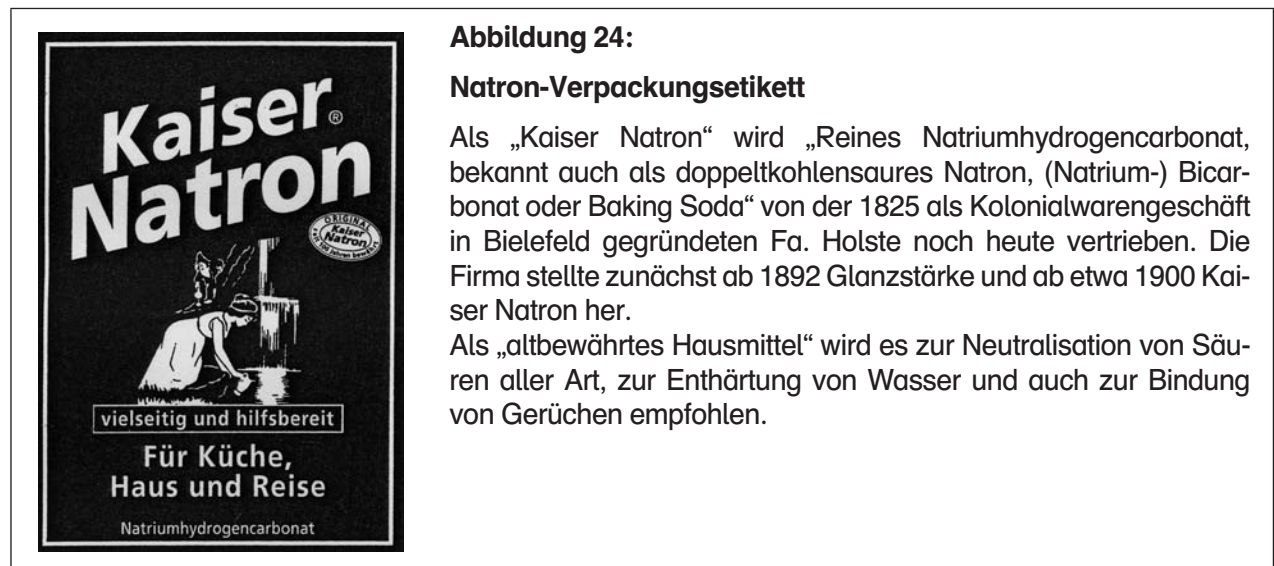 Kaiser®
Natron
ORIGINAL
Kaiser
Natron
seit 100 Jahren bewährt
vielseitig und hilfsbereit
Für Küche,
Haus und Reise
Natriumhydrogencarbonat
Abbildung 24:
Natron-Verpackungsetikett
Als „Kaiser Natron“ wird „Reines Natriumhydrogencarbonat,
bekannt auch als doppeltkohlensaures Natron, (Natrium-) Bicar-
bonat oder Baking Soda“ von der 1825 als Kolonialwarengeschäft
in Bielefeld gegründeten Fa. Holste noch heute vertrieben. Die
Firma stellte zunächst ab 1892 Glanzstärke und ab etwa 1900 Kai-
ser Natron her.
Als „altbewährtes Hausmittel“ wird es zur Neutralisation von Säu-
ren aller Art, zur Enthärtung von Wasser und auch zur Bindung
von Gerüchen empfohlen.